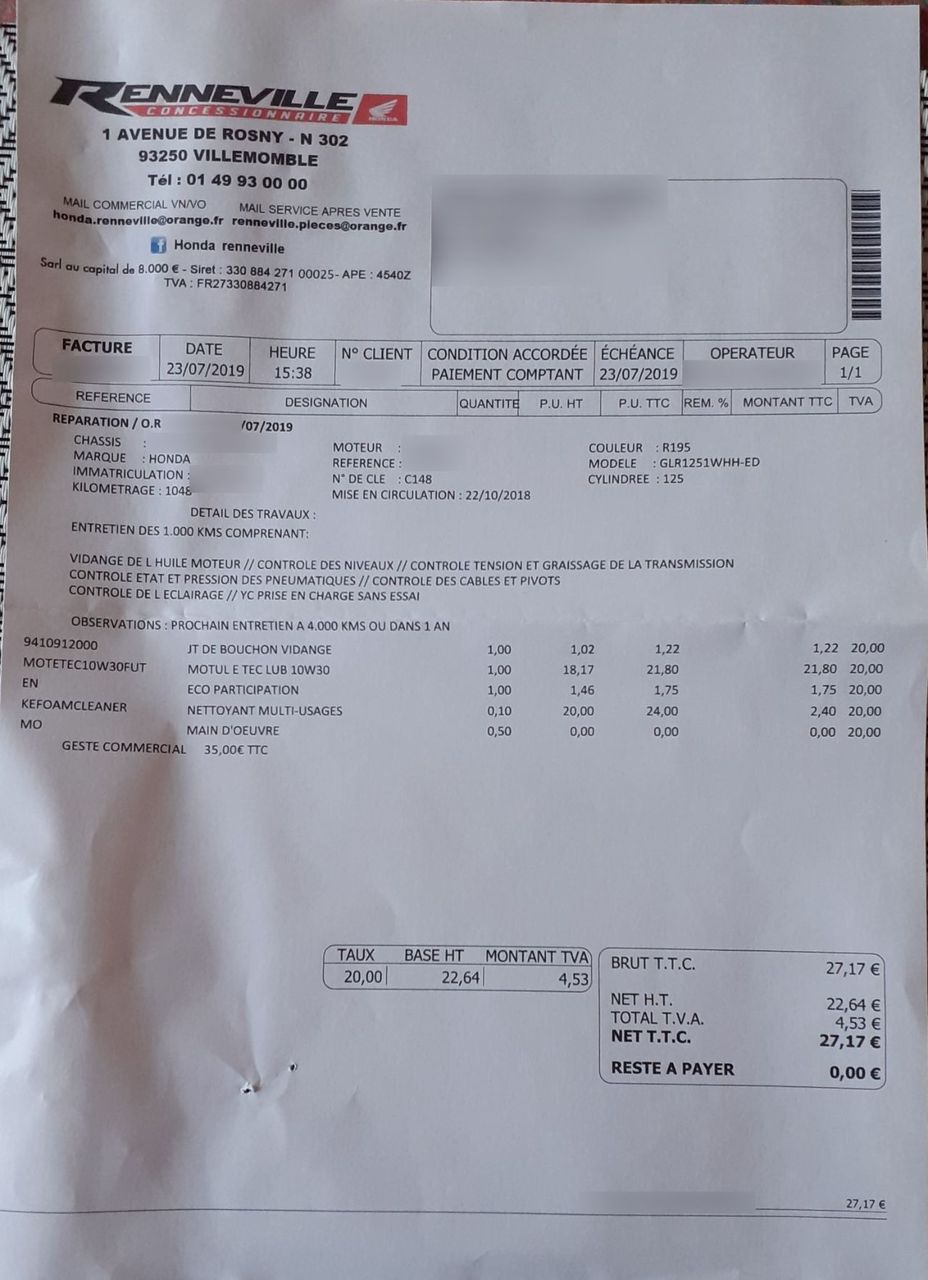 RENNEVILLE
CONCESSIONNAIRE
HONDA
1 AVENUE DE ROSNY - N 302
93250 VILLEMOMBLE
Tél : 01 49 93 00 00
MAIL COMMERCIAL VN/VO MAIL SERVICE APRES VENTE
honda.renneville@orange.fr renneville.pieces@orange.fr
f Honda renneville
Sarl au capital de 8.000 € - Siret : 330 884 271 00025- APE : 4540Z
TVA : FR27330884271
FACTURE DATE HEURE N° CLIENT CONDITION ACCORDÉE ÉCHÉANCE OPERATEUR PAGE
23/07/2019 15:38 PAIEMENT COMPTANT 23/07/2019 1/1
REFERENCE DESIGNATION QUANTITE P.U. HT P.U. TTC REM. % MONTANT TTC TVA
REPARATION / O.R /07/2019
CHASSIS : MOTEUR : COULEUR : R195
MARQUE : HONDA REFERENCE : MODELE : GLR1251WHH-ED
IMMATRICULATION : N° DE CLE : C148 CYLINDREE : 125
KILOMETRAGE : 1048 MISE EN CIRCULATION : 22/10/2018
DETAIL DES TRAVAUX :
ENTRETIEN DES 1.000 KMS COMPRENANT:
VIDANGE DE L HUILE MOTEUR // CONTROLE DES NIVEAUX // CONTROLE TENSION ET GRAISSAGE DE LA TRANSMISSION
CONTROLE ETAT ET PRESSION DES PNEUMATIQUES // CONTROLE DES CABLES ET PIVOTS
CONTROLE DE L ECLAIRAGE // YC PRISE EN CHARGE SANS ESSAI
OBSERVATIONS : PROCHAIN ENTRETIEN A 4.000 KMS OU DANS 1 AN
9410912000 JT DE BOUCHON VIDANGE 1,00 1,02 1,22 1,22 20,00
MOTETEC10W30FUT MOTUL E TEC LUB 10W30 1,00 18,17 21,80 21,80 20,00
EN ECO PARTICIPATION 1,00 1,46 1,75 1,75 20,00
KEFOAMCLEANER NETTOYANT MULTI-USAGES 0,10 20,00 24,00 2,40 20,00
MO MAIN D'OEUVRE 0,50 0,00 0,00 0,00 20,00
GESTE COMMERCIAL 35,00€ TTC
TAUX BASE HT MONTANT TVA
20,00 22,64 4,53
BRUT T.T.C. 27,17 €
NET H.T. 22,64 €
TOTAL T.V.A. 4,53 €
NET T.T.C. 27,17 €
RESTE A PAYER 0,00 €
27,17 €